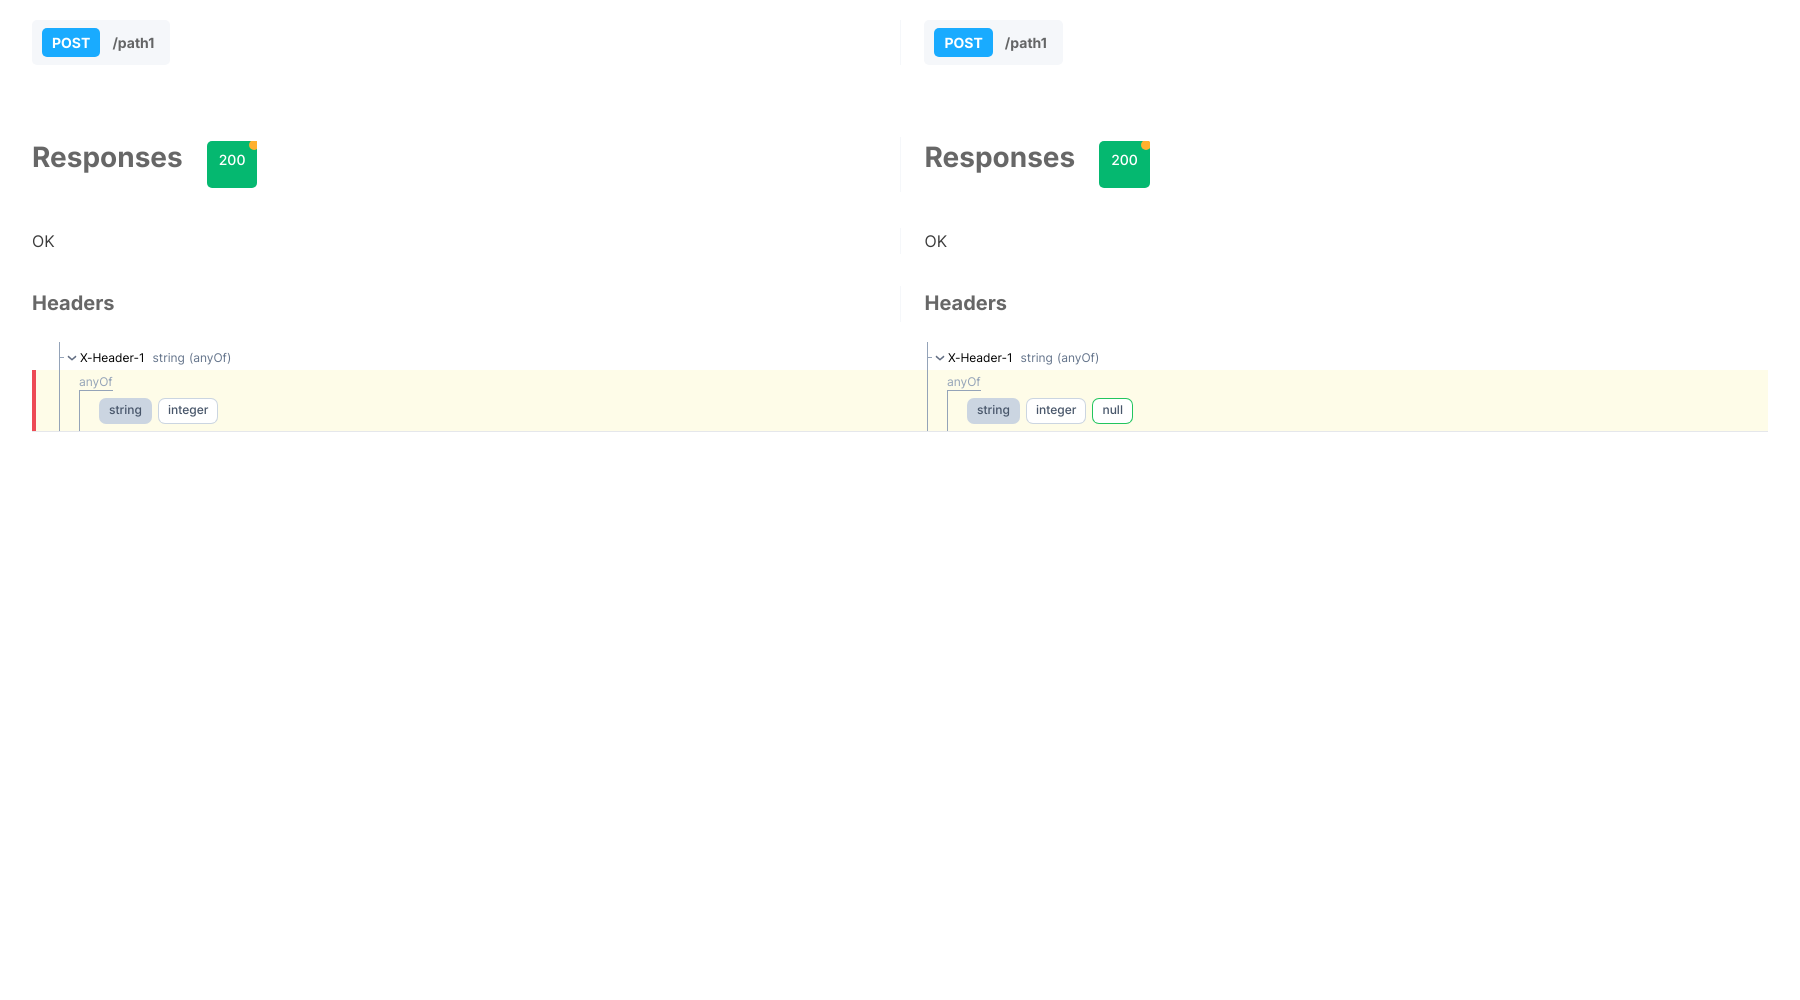 POST /path1 POST /path1
Responses 200 Responses 200
OK OK
Headers Headers
X-Header-1 string (anyOf) X-Header-1 string (anyOf)
anyOf anyOf
string integer string integer null